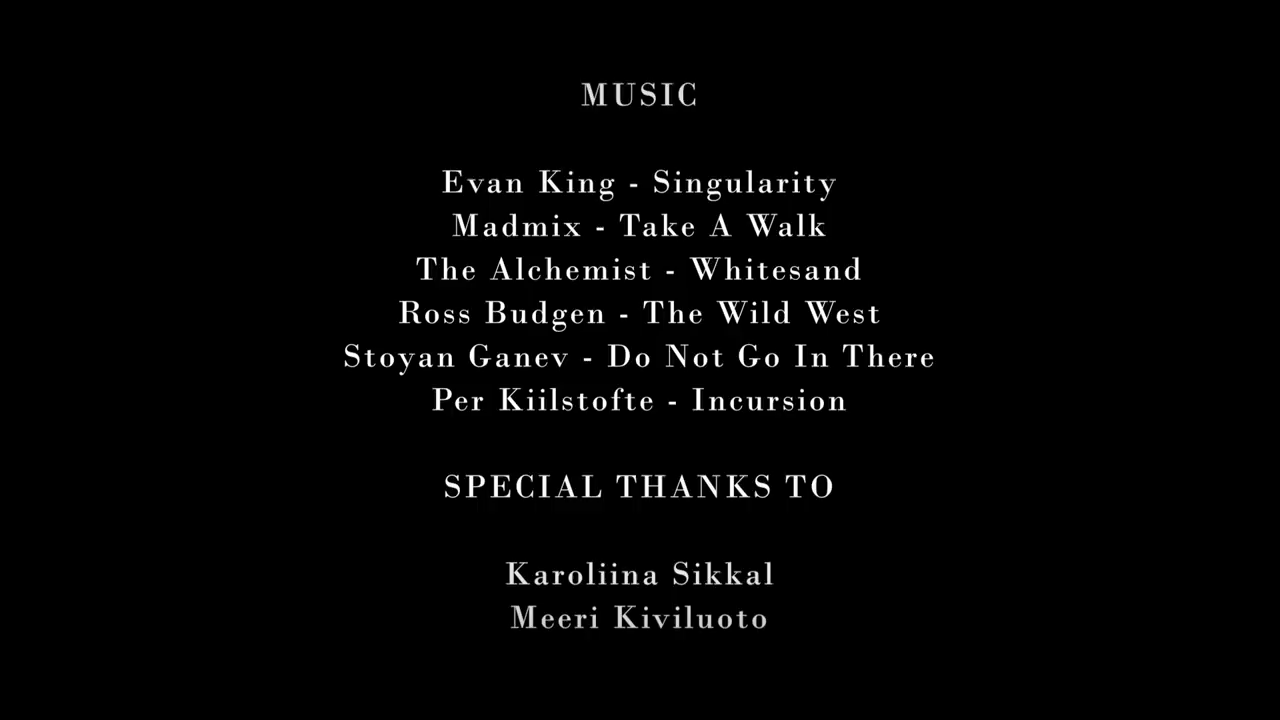 MUSIC
Evan King - Singularity
Madmix - Take A Walk
The Alchemist - Whitesand
Ross Budgen - The Wild West
Stoyan Ganev - Do Not Go In There
Per Kiilstofte - Incursion
SPECIAL THANKS TO
Karoliina Sikkal
Meeri Kiviluoto